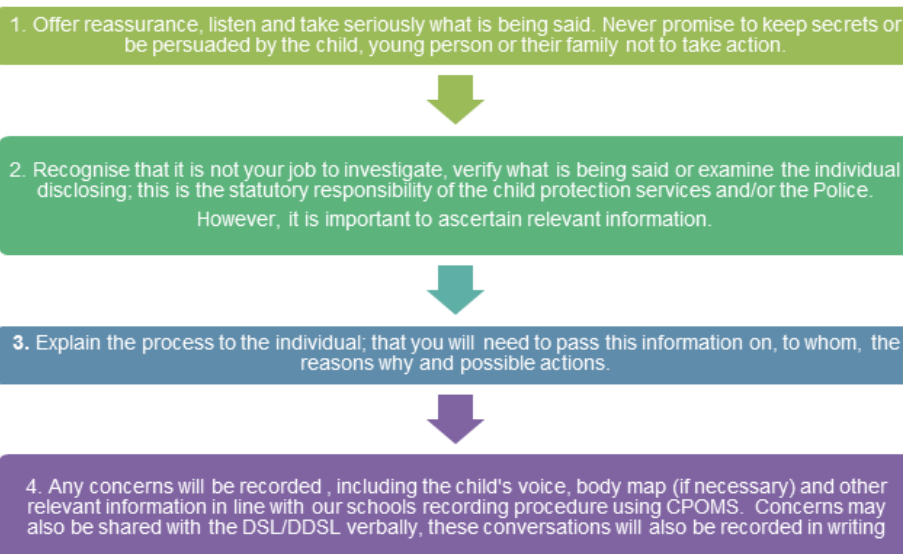 1. Offer reassurance, listen and take seriously what is being said. Never promise to keep secrets or
be persuaded by the child, young person or their family not to take action.
2. Recognise that it is not your job to investigate, verify what is being said or examine the individual
disclosing; this is the statutory responsibility of the child protection services and/or the Police.
However, it is important to ascertain relevant information.
3. Explain the process to the individual; that you will need to pass this information on, to whom, the
reasons why and possible actions.
4. Any concerns will be recorded , including the child's voice, body map (if necessary) and other
relevant information in line with our schools recording procedure using CPOMS. Concerns may
also be shared with the DSL/DDSL verbally, these conversations will also be recorded in writing